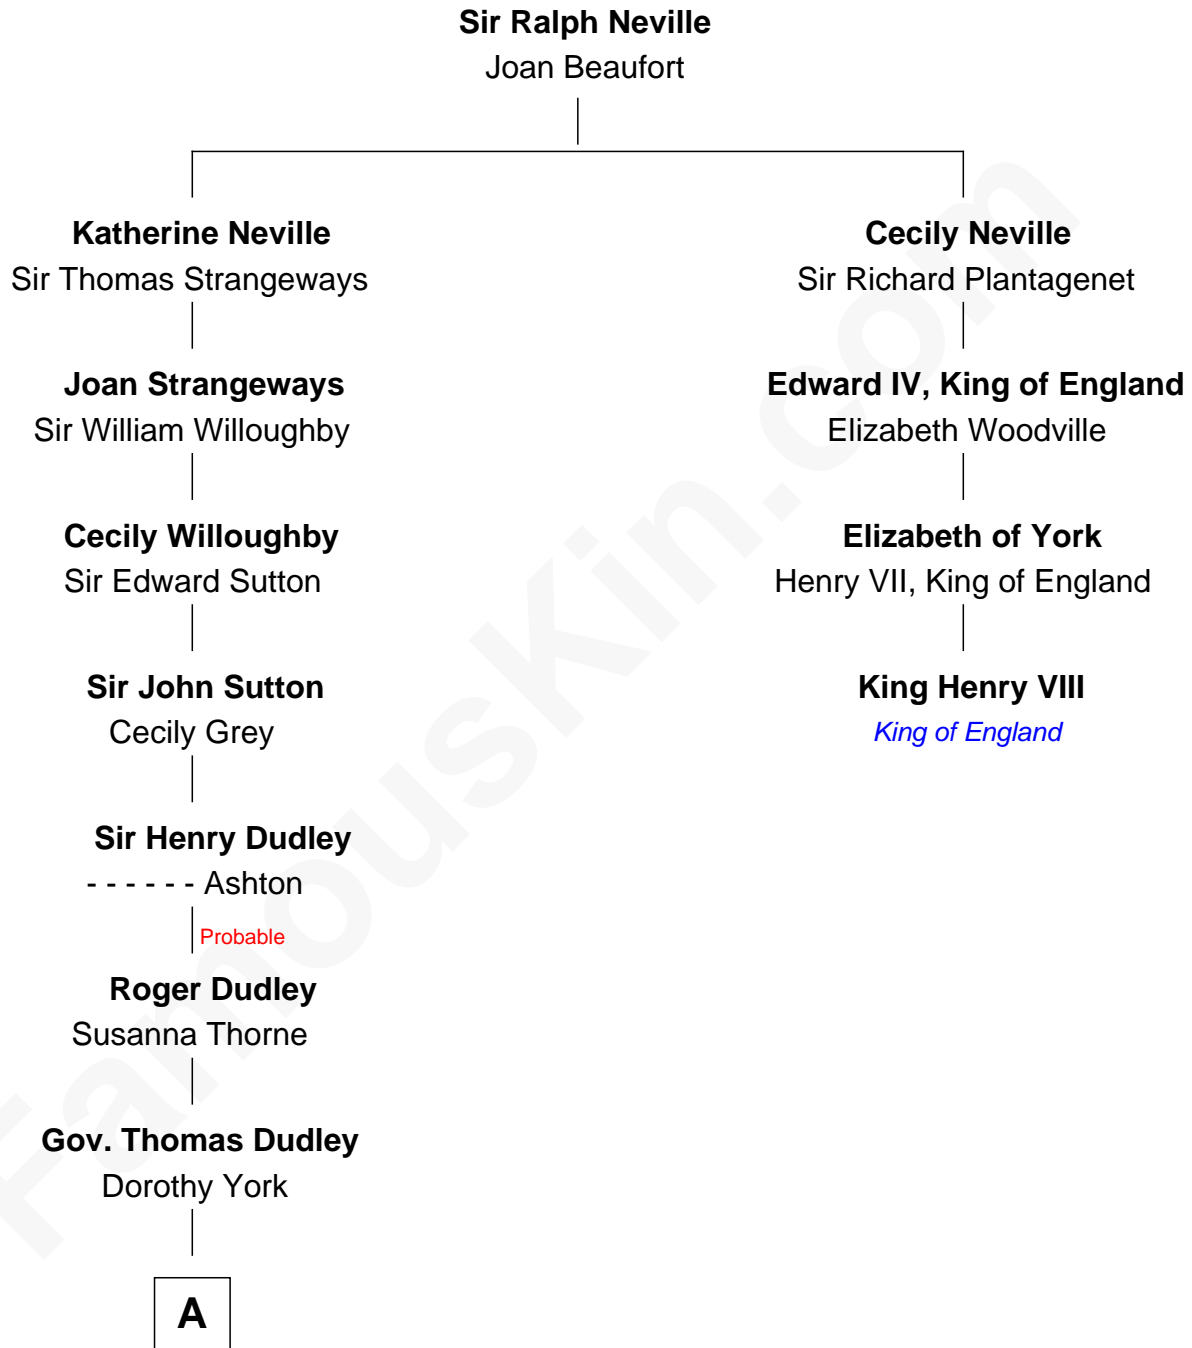 Sir Ralph Neville
Joan Beaufort
Katherine Neville
Sir Thomas Strangeways
Cecily Neville
Sir Richard Plantagenet
Joan Strangeways
Sir William Willoughby
Edward IV, King of England
Elizabeth Woodville
Cecily Willoughby
Sir Edward Sutton
Elizabeth of York
Henry VII, King of England
Sir John Sutton
Cecily Grey
King Henry VIII
King of England
Sir Henry Dudley
- - - - - - Ashton
Probable
Roger Dudley
Susanna Thorne
Gov. Thomas Dudley
Dorothy York
A
FamousKin.com